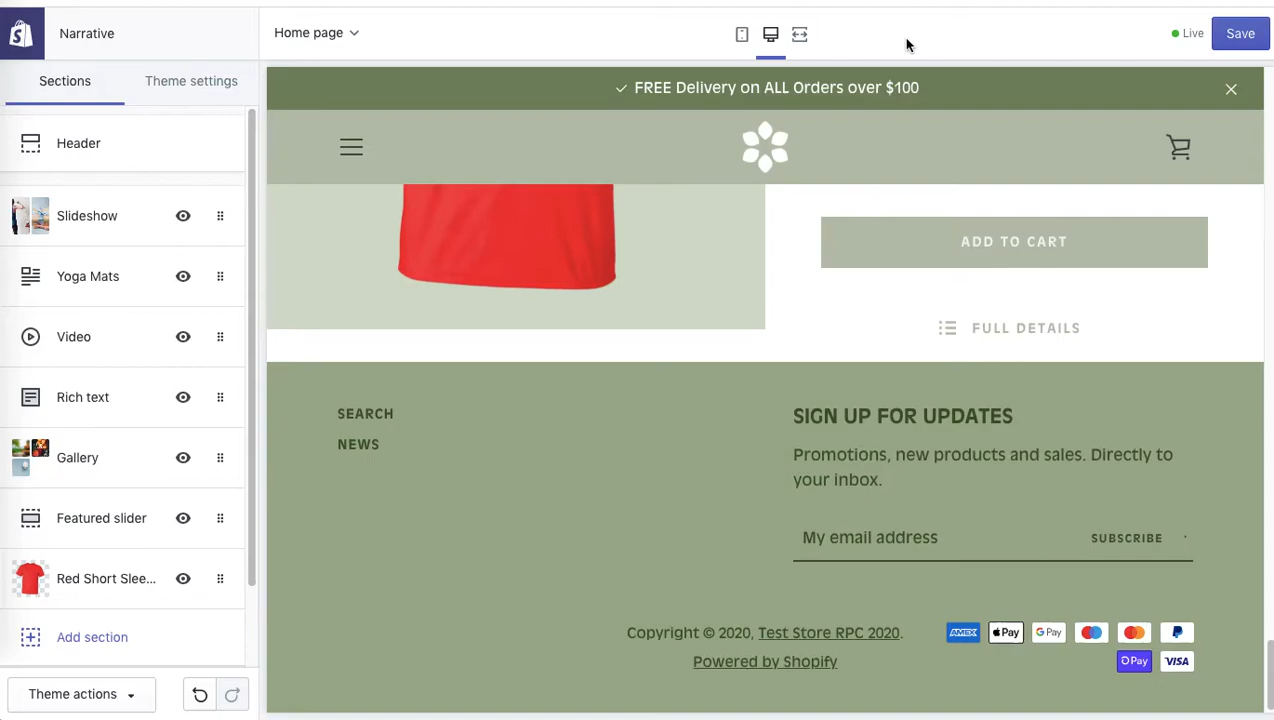 Narrative
Home page
Live
Save
Sections
Theme settings
FREE Delivery on ALL Orders over $100
Header
Slideshow
Yoga Mats
Video
Rich text
Gallery
Featured slider
Red Short Slee...
Add section
Theme actions
ADD TO CART
FULL DETAILS
SEARCH
NEWS
SIGN UP FOR UPDATES
Promotions, new products and sales. Directly to
your inbox.
My email address
SUBSCRIBE
Copyright © 2020, Test Store RPC 2020.
Powered by Shopify
AMEX
Pay
G Pay
Pay
VISA